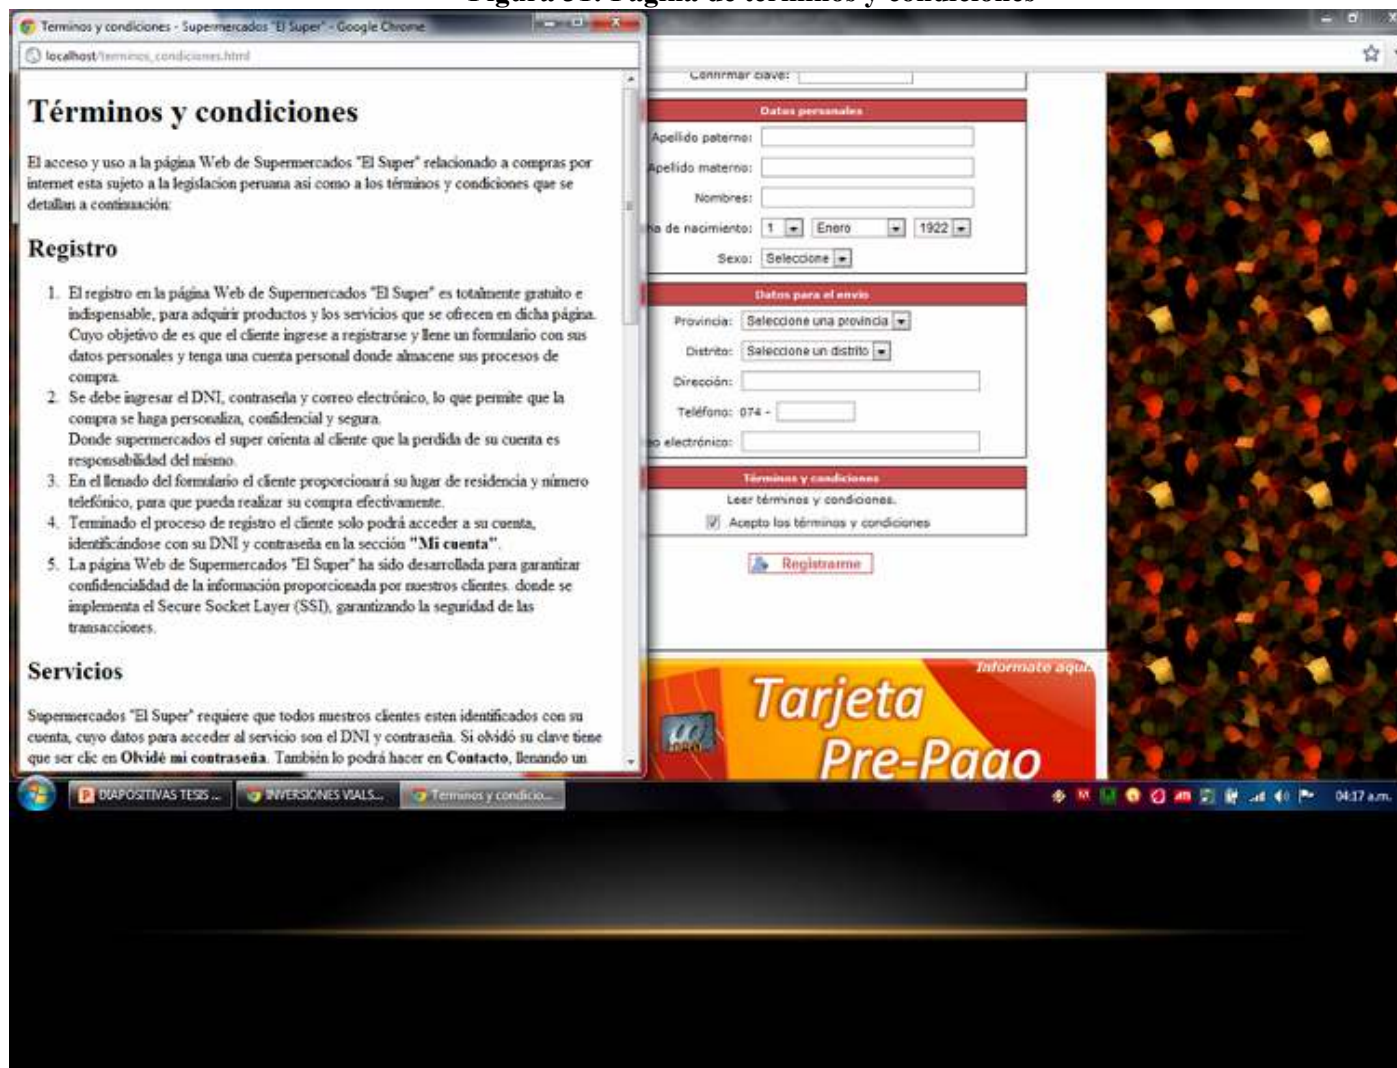 Figura 31. Página de términos y condiciones
Terminos y condiciones - Supermercados "El Super" - Google Chrome
localhost/terminos_condiciones.html
Términos y condiciones
El acceso y uso a la página Web de Supermercados "El Super" relacionado a compras por
internet esta sujeto a la legislacion peruana asi como a los términos y condiciones que se
detallan a continuación:
Registro
1. El registro en la página Web de Supermercados "El Super" es totalmente gratuito e
indispensable, para adquirir productos y los servicios que se ofrecen en dicha página.
Cuyo objetivo de es que el cliente ingrese a registrarse y llene un formulario con sus
datos personales y tenga una cuenta personal donde almacene sus procesos de
compra.
2. Se debe ingresar el DNI, contraseña y correo electrónico, lo que permite que la
compra se haga personaliza, confidencial y segura.
Donde supermercados el super orienta al cliente que la perdida de su cuenta es
responsabilidad del mismo.
3. En el llenado del formulario el cliente proporcionará su lugar de residencia y número
telefónico, para que pueda realizar su compra efectivamente.
4. Terminado el proceso de registro el cliente solo podrá acceder a su cuenta,
identificándose con su DNI y contraseña en la sección "Mi cuenta".
5. La página Web de Supermercados "El Super" ha sido desarrollada para garantizar
confidencialidad de la información proporcionada por nuestros clientes. donde se
implementa el Secure Socket Layer (SSI), garantizando la seguridad de las
transacciones.
Servicios
Supermercados "El Super" requiere que todos nuestros clientes esten identificados con su
cuenta, cuyo datos para acceder al servicio son el DNI y contraseña. Si olvidó su clave tiene
que ser clic en Olvidé mi contraseña. También lo podrá hacer en Contacto, llenando un
Confirmar clave:
Datos personales
Apellido paterno:
Apellido materno:
Nombres:
ha de nacimiento: 1 Enero 1922
Sexo: Seleccione
Datos para el envio
Provincia: Seleccione una provincia
Distrito: Seleccione un distrito
Dirección:
Teléfono: 074 -
eo electrónico:
Términos y condiciones
Leer términos y condiciones.
Acepto los términos y condiciones
Registrarme
Informate aquí.
Tarjeta
Pre-Pago
DIAPOSITIVAS TESIS ...
INVERSIONES VIALS...
Terminos y condicio...
04:17 a.m.